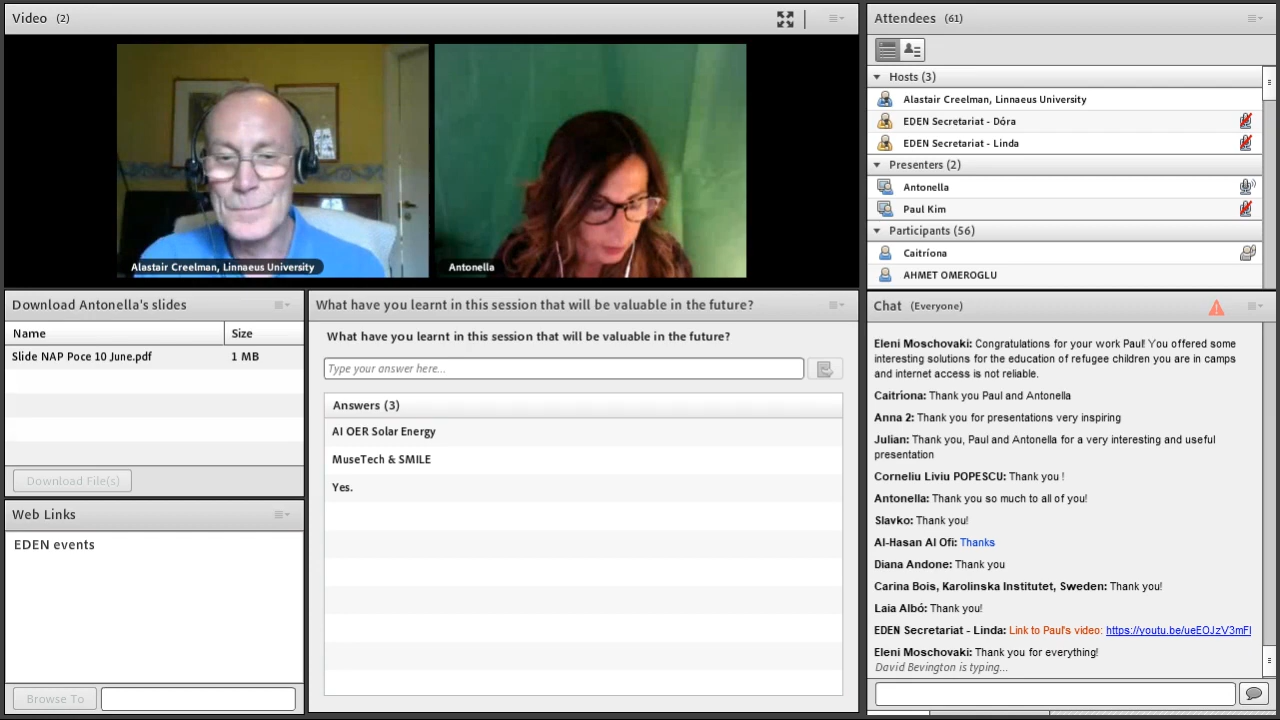 Video (2)
Alastair Creelman, Linnaeus University
Antonella
Attendees (61)
Hosts (3)
Alastair Creelman, Linnaeus University
EDEN Secretariat - Dóra
EDEN Secretariat - Linda
Presenters (2)
Antonella
Paul Kim
Participants (56)
Caitríona
AHMET OMEROGLU
Download Antonella's slides
Name Size
Slide NAP Poce 10 June.pdf 1 MB
Download File(s)
Web Links
EDEN events
Browse To
What have you learnt in this session that will be valuable in the future?
What have you learnt in this session that will be valuable in the future?
Type your answer here...
Answers (3)
AI OER Solar Energy
MuseTech & SMILE
Yes.
Chat (Everyone)
Eleni Moschovaki: Congratulations for your work Paul! You offered some
interesting solutions for the education of refugee children you are in camps
and internet access is not reliable.
Caitríona: Thank you Paul and Antonella
Anna 2: Thank you for presentations very inspiring
Julian: Thank you, Paul and Antonella for a very interesting and useful
presentation
Corneliu Liviu POPESCU: Thank you !
Antonella: Thank you so much to all of you!
Slavko: Thank you!
Al-Hasan Al Ofi: Thanks
Diana Andone: Thank you
Carina Bois, Karolinska Institutet, Sweden: Thank you!
Laia Albó: Thank you!
EDEN Secretariat - Linda: Link to Paul's video: https://youtu.be/ueEOJzV3mFI
Eleni Moschovaki: Thank you for everything!
David Bevington is typing...